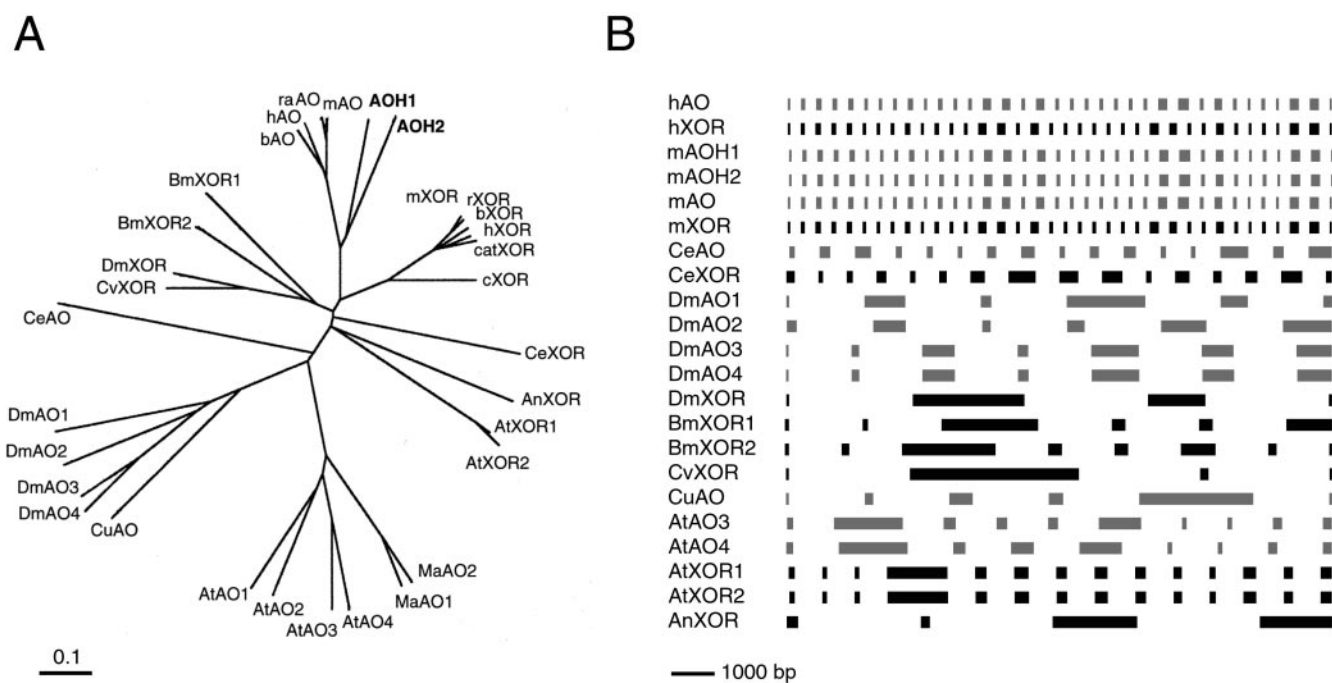 A
raAO
mAO
AOH1
hAO
AOH2
bAO
BmXOR1
mXOR
rXOR
bXOR
BmXOR2
hXOR
catXOR
DmXOR
cXOR
CvXOR
CeAO
CeXOR
AnXOR
DmAO1
AtXOR1
DmAO2
AtXOR2
DmAO3
DmAO4
CuAO
MaAO2
AtAO1
MaAO1
AtAO2
AtAO4
AtAO3
0.1
B
hAO
hXOR
mAOH1
mAOH2
mAO
mXOR
CeAO
CeXOR
DmAO1
DmAO2
DmAO3
DmAO4
DmXOR
BmXOR1
BmXOR2
CvXOR
CuAO
AtAO3
AtAO4
AtXOR1
AtXOR2
AnXOR
1000 bp